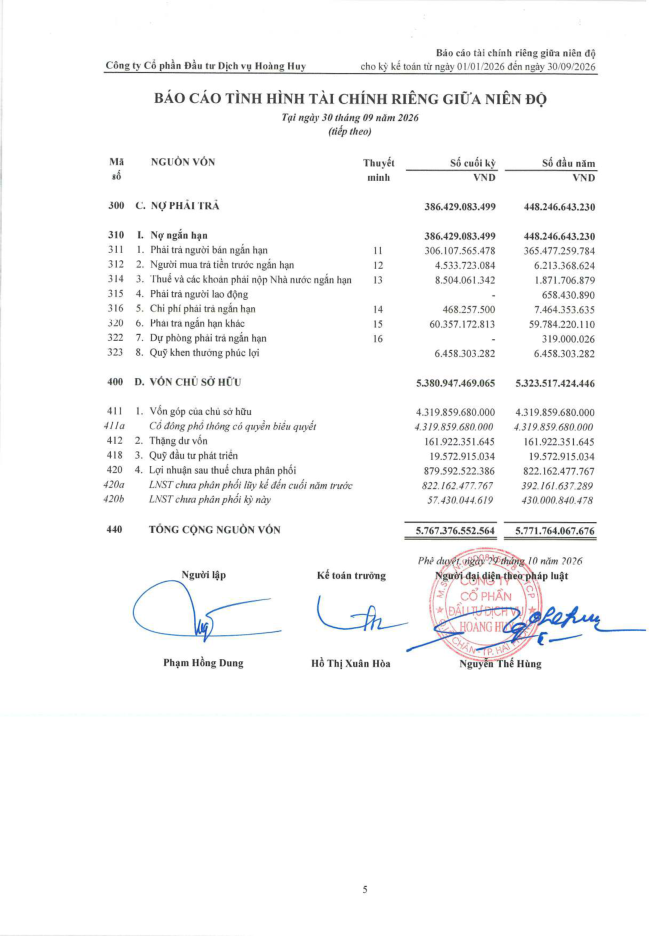 Báo cáo tài chính riêng giữa niên độ
Công ty Cổ phần Đầu tư Dịch vụ Hoàng Huy cho kỳ kế toán từ ngày 01/01/2026 đến ngày 30/09/2026
BÁO CÁO TÌNH HÌNH TÀI CHÍNH RIÊNG GIỮA NIÊN ĐỘ
Tại ngày 30 tháng 09 năm 2026
(tiếp theo)
Mã số NGUỒN VỐN Thuyết minh Số cuối kỳ Số đầu năm
VND VND
300 C. NỢ PHẢI TRẢ 386.429.083.499 448.246.643.230
310 I. Nợ ngắn hạn 386.429.083.499 448.246.643.230
311 1. Phải trả người bán ngắn hạn 11 306.107.565.478 365.477.259.784
312 2. Người mua trả tiền trước ngắn hạn 12 4.533.723.084 6.213.368.624
314 3. Thuế và các khoản phải nộp Nhà nước ngắn hạn 13 8.504.061.342 1.871.706.879
315 4. Phải trả người lao động - 658.430.890
316 5. Chi phí phải trả ngắn hạn 14 468.257.500 7.464.353.635
320 6. Phải trả ngắn hạn khác 15 60.357.172.813 59.784.220.110
322 7. Dự phòng phải trả ngắn hạn 16 - 319.000.026
323 8. Quỹ khen thưởng phúc lợi 6.458.303.282 6.458.303.282
400 D. VỐN CHỦ SỞ HỮU 5.380.947.469.065 5.323.517.424.446
411 1. Vốn góp của chủ sở hữu 4.319.859.680.000 4.319.859.680.000
411a Cổ đông phổ thông có quyền biểu quyết 4.319.859.680.000 4.319.859.680.000
412 2. Thặng dư vốn 161.922.351.645 161.922.351.645
418 3. Quỹ đầu tư phát triển 19.572.915.034 19.572.915.034
420 4. Lợi nhuận sau thuế chưa phân phối 879.592.522.386 822.162.477.767
420a LNST chưa phân phối lũy kế đến cuối năm trước 822.162.477.767 392.161.637.289
420b LNST chưa phân phối kỳ này 57.430.044.619 430.000.840.478
440 TỔNG CỘNG NGUỒN VỐN 5.767.376.552.564 5.771.764.067.676
Phê duyệt, ngày 29 tháng 10 năm 2026
Người lập Kế toán trưởng Người đại diện theo pháp luật
CÔNG TY
CỔ PHẦN
ĐẦU TƯ DỊCH VỤ
HOÀNG HUY
Phạm Hồng Dung Hồ Thị Xuân Hòa Nguyễn Thế Hùng
5